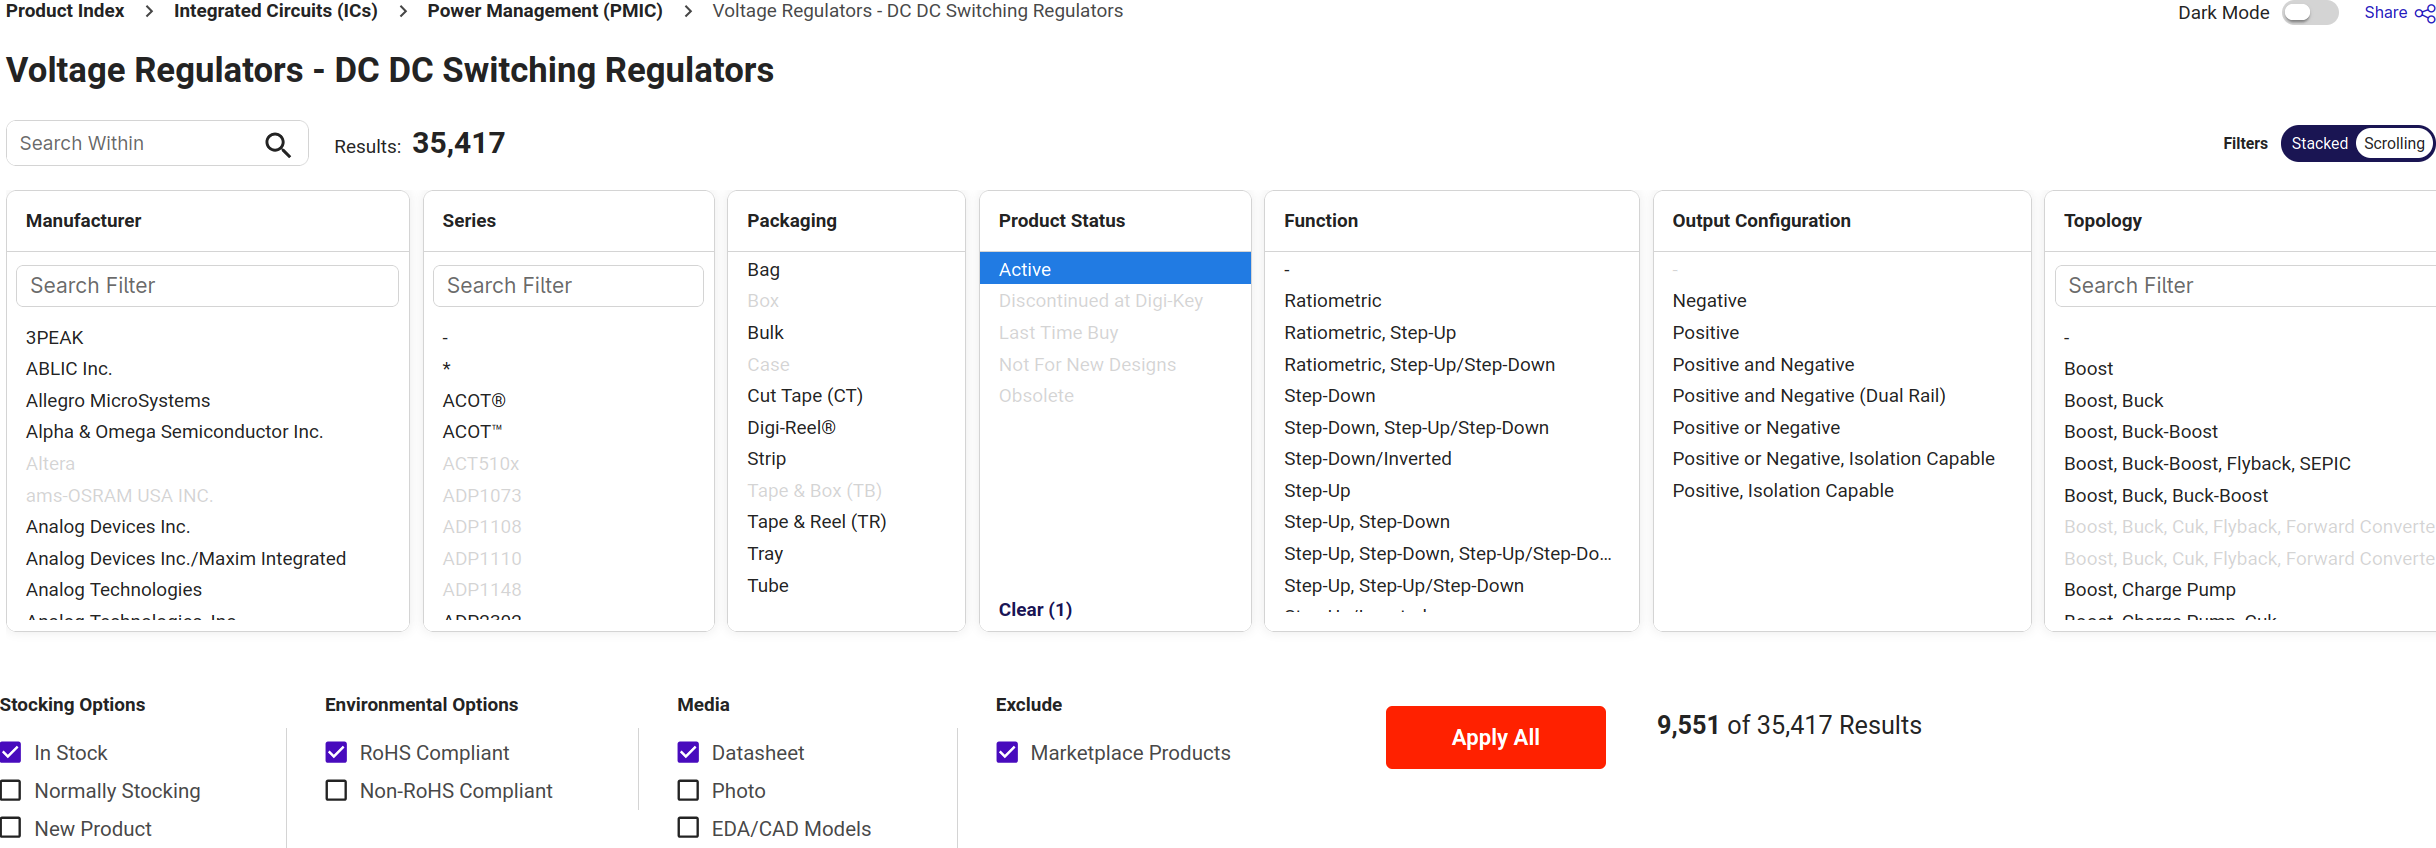 Product Index > Integrated Circuits (ICs) > Power Management (PMIC) > Voltage Regulators - DC DC Switching Regulators
Dark Mode
Share
Voltage Regulators - DC DC Switching Regulators
Search Within
Results: 35,417
Filters
Stacked
Scrolling
Manufacturer
Search Filter
3PEAK
ABLIC Inc.
Allegro MicroSystems
Alpha & Omega Semiconductor Inc.
Altera
ams-OSRAM USA INC.
Analog Devices Inc.
Analog Devices Inc./Maxim Integrated
Analog Technologies
Analog Technologies, Inc.
Series
Search Filter
-
*
ACOT®
ACOT™
ACT510x
ADP1073
ADP1108
ADP1110
ADP1148
ADP2302
Packaging
Bag
Box
Bulk
Case
Cut Tape (CT)
Digi-Reel®
Strip
Tape & Box (TB)
Tape & Reel (TR)
Tray
Tube
Product Status
Active
Discontinued at Digi-Key
Last Time Buy
Not For New Designs
Obsolete
Clear (1)
Function
-
Ratiometric
Ratiometric, Step-Up
Ratiometric, Step-Up/Step-Down
Step-Down
Step-Down, Step-Up/Step-Down
Step-Down/Inverted
Step-Up
Step-Up, Step-Down
Step-Up, Step-Down, Step-Up/Step-Do...
Step-Up, Step-Up/Step-Down
Step-Up/Inverted
Output Configuration
-
Negative
Positive
Positive and Negative
Positive and Negative (Dual Rail)
Positive or Negative
Positive or Negative, Isolation Capable
Positive, Isolation Capable
Topology
Search Filter
-
Boost
Boost, Buck
Boost, Buck-Boost
Boost, Buck-Boost, Flyback, SEPIC
Boost, Buck, Buck-Boost
Boost, Buck, Cuk, Flyback, Forward Converte
Boost, Buck, Cuk, Flyback, Forward Converte
Boost, Charge Pump
Boost, Charge Pump, Cuk
Stocking Options
In Stock
Normally Stocking
New Product
Environmental Options
RoHS Compliant
Non-RoHS Compliant
Media
Datasheet
Photo
EDA/CAD Models
Exclude
Marketplace Products
Apply All
9,551 of 35,417 Results